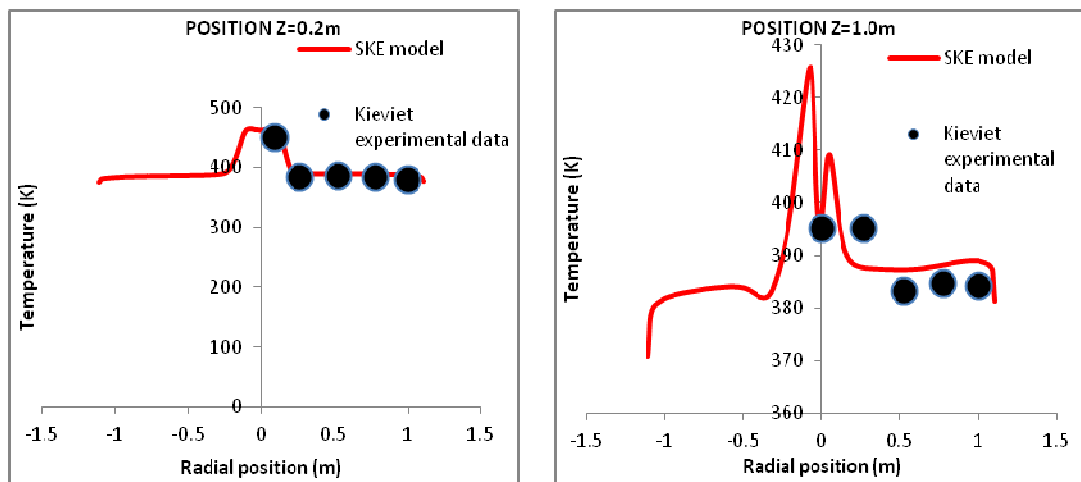 POSITION Z=0.2m
SKE model
Kieviet
experimental data
500
400
300
200
100
0
-1.5
-1
-0.5
0
0.5
1
1.5
Temperature (K)
Radial position (m)
POSITION Z=1.0m
SKE model
Kieviet
experimental
data
430
420
410
400
390
380
370
360
-1.5
-1
-0.5
0
0.5
1
1.5
Temperature (K)
Radial position (m)